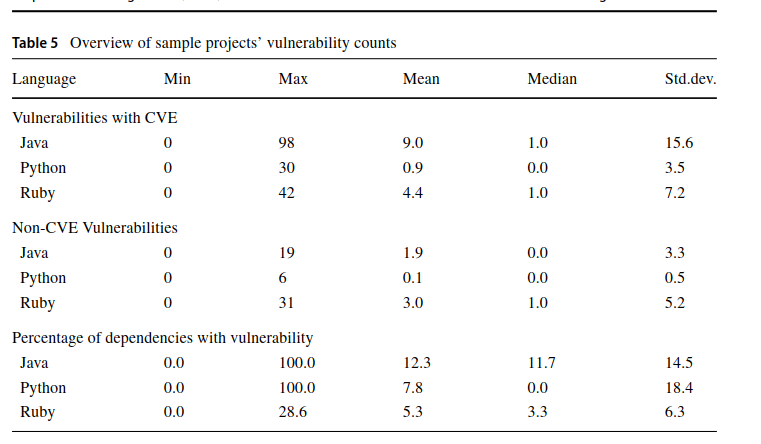 Table 5 Overview of sample projects' vulnerability counts
Language Min Max Mean Median Std.dev.
Vulnerabilities with CVE
Java 0 98 9.0 1.0 15.6
Python 0 30 0.9 0.0 3.5
Ruby 0 42 4.4 1.0 7.2
Non-CVE Vulnerabilities
Java 0 19 1.9 0.0 3.3
Python 0 6 0.1 0.0 0.5
Ruby 0 31 3.0 1.0 5.2
Percentage of dependencies with vulnerability
Java 0.0 100.0 12.3 11.7 14.5
Python 0.0 100.0 7.8 0.0 18.4
Ruby 0.0 28.6 5.3 3.3 6.3